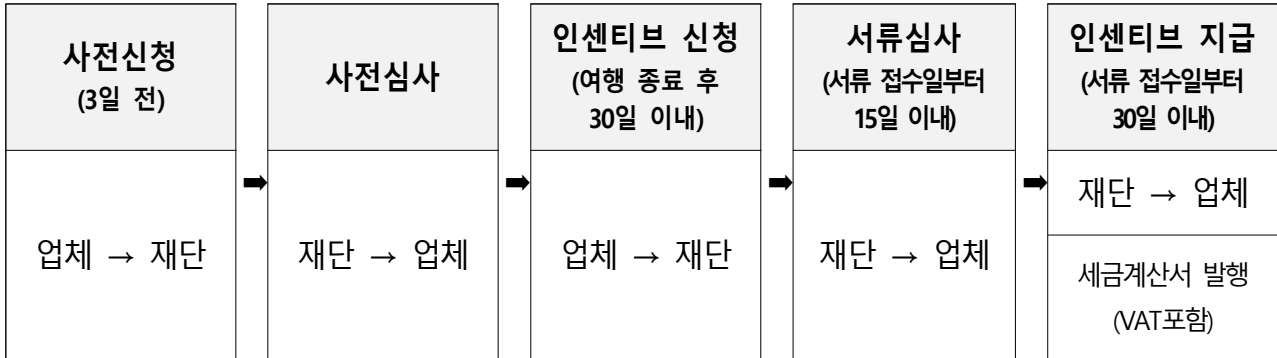 사전신청
(3일 전)
업체 → 재단
➡
사전심사
재단 → 업체
➡
인센티브 신청
(여행 종료 후
30일 이내)
업체 → 재단
➡
서류심사
(서류 접수일부터
15일 이내)
재단 → 업체
➡
인센티브 지급
(서류 접수일부터
30일 이내)
재단 → 업체
세금계산서 발행
(VAT포함)